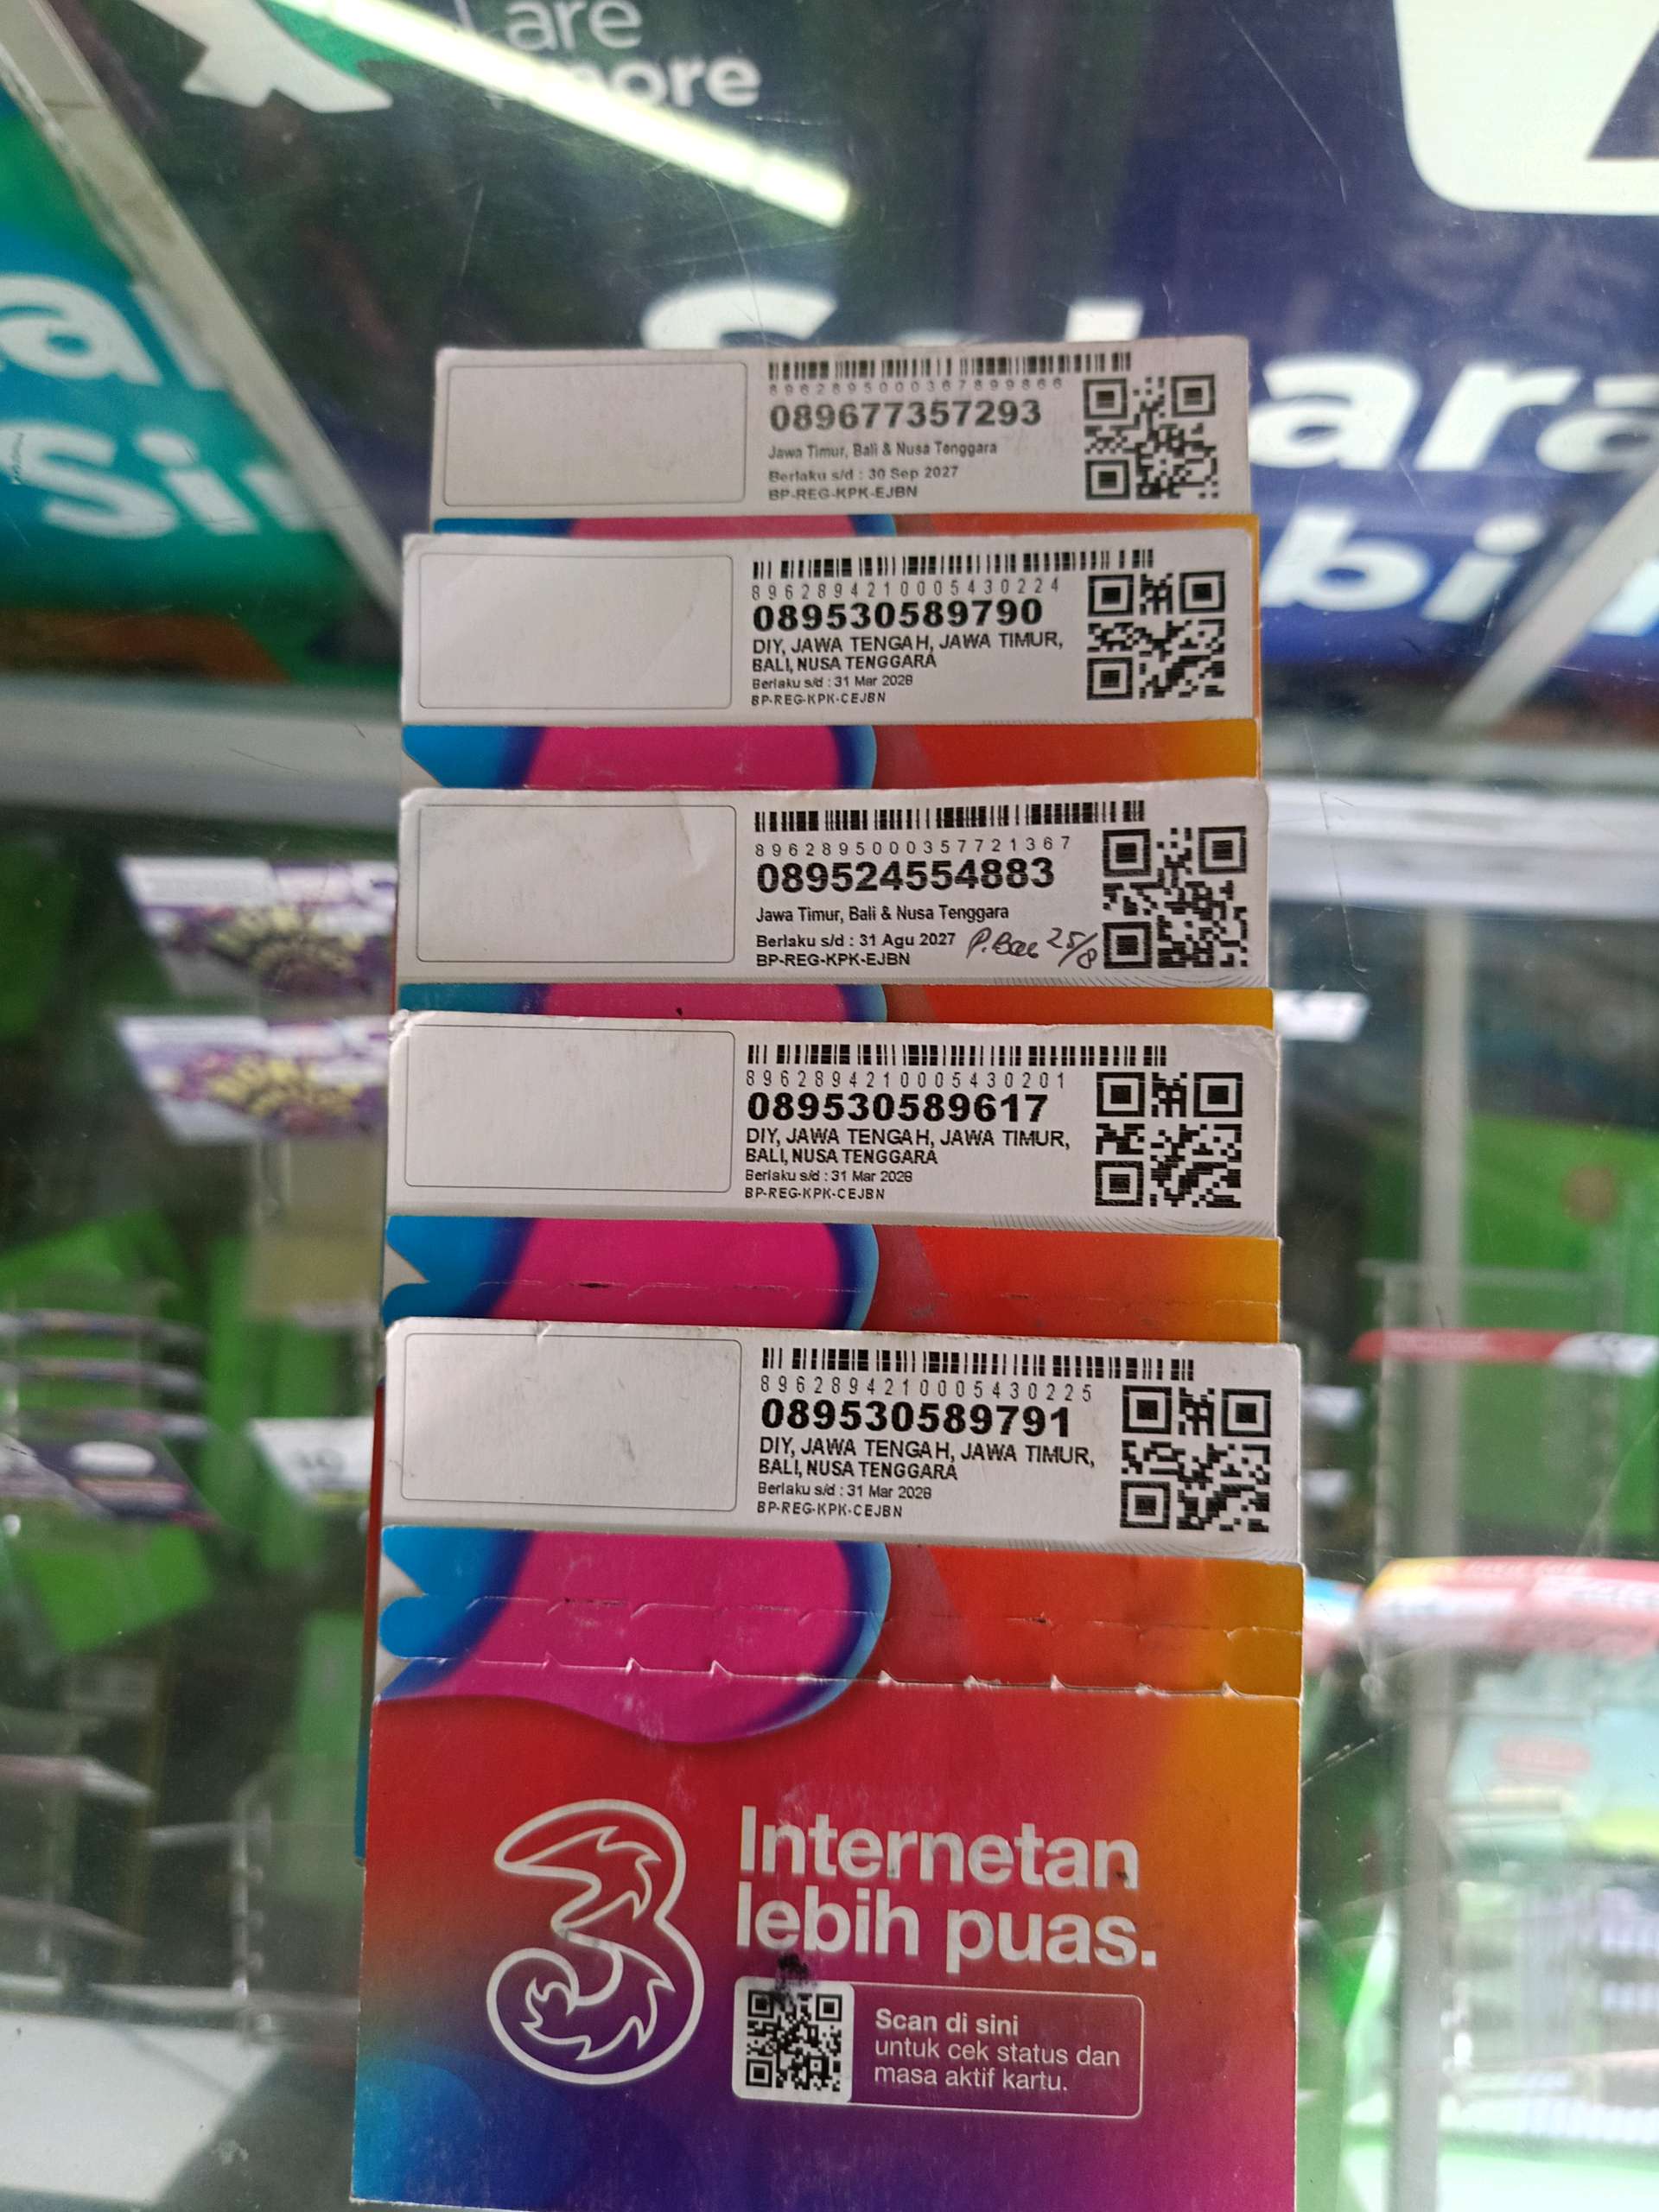 are
more
089677357293
Jawa Timur, Bali & Nusa Tenggara
Berlaku s/d : 30 Sep 2027
BP-REG-KPK-EJBN
8962894210005430224
089530589790
DIY, JAWA TENGAH, JAWA TIMUR,
BALI, NUSA TENGGARA
Berlaku s/d : 31 Mar 2028
BP-REG-KPK-CEJBN
8962895000357721367
089524554883
Jawa Timur, Bali & Nusa Tenggara
Berlaku s/d : 31 Agu 2027
25/8
BP-REG-KPK-EJBN
8962894210005430201
089530589617
DIY, JAWA TENGAH, JAWA TIMUR,
BALI, NUSA TENGGARA
Berlaku s/d : 31 Mar 2028
BP-REG-KPK-CEJBN
8962894210005430225
089530589791
DIY, JAWA TENGAH, JAWA TIMUR,
BALI, NUSA TENGGARA
Berlaku s/d : 31 Mar 2028
BP-REG-KPK-CEJBN
3
Internetan
lebih puas.
Scan di sini
untuk cek status dan
masa aktif kartu.